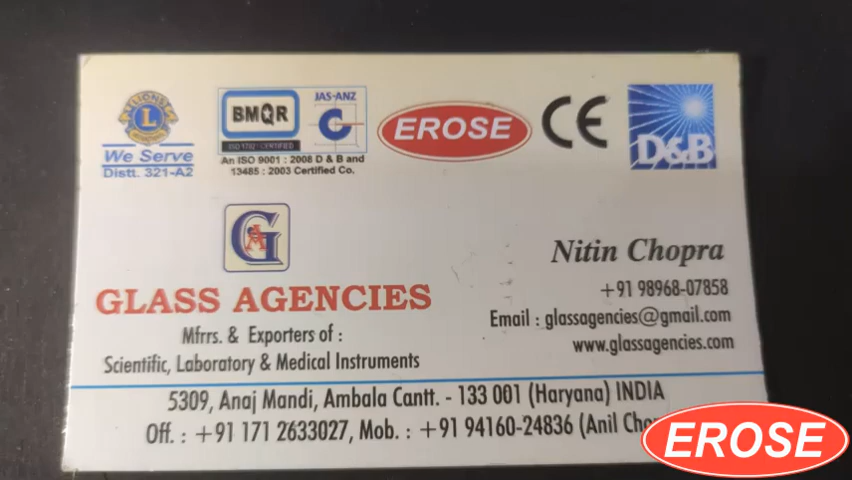 LIONS
L
INTERNATIONAL
We Serve
Distt. 321-A2
BMQR
JAS-ANZ
An ISO 9001 : 2008 D & B and
13485 : 2003 Certified Co.
EROSE
CE
D&B
GA
GLASS AGENCIES
Mfrrs. & Exporters of :
Scientific, Laboratory & Medical Instruments
Nitin Chopra
+91 98968-07858
Email : glassagencies@gmail.com
www.glassagencies.com
5309, Anaj Mandi, Ambala Cantt. - 133 001 (Haryana) INDIA
Off. : +91 171 2633027, Mob. : +91 94160-24836 (Anil
EROSE